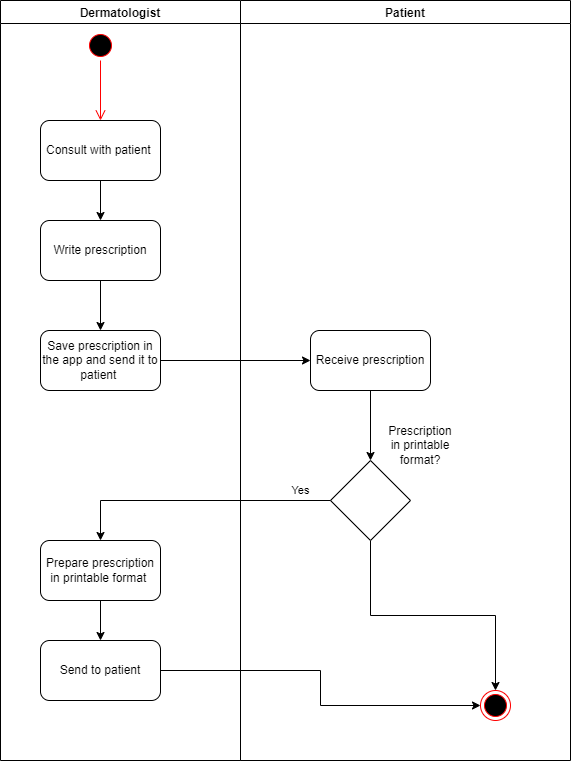 Dermatologist
Patient
Consult with patient
Write prescription
Save prescription in
the app and send it to
patient
Receive prescription
Prescription
in printable
format?
Yes
Prepare prescription
in printable format
Send to patient